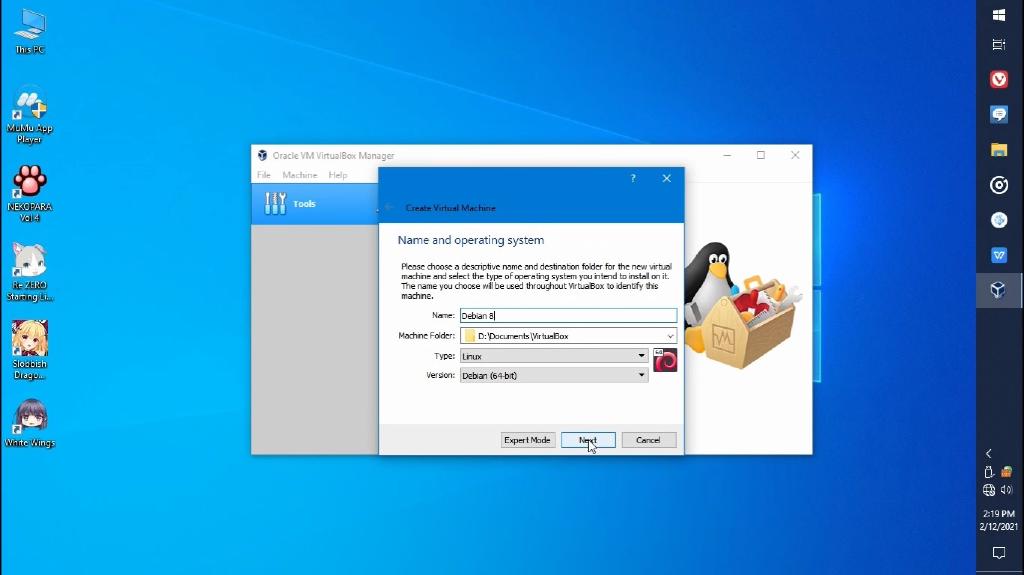 This PC
MuMu App
Player
NEKOPARA
Vol 4
Re ZERO
Starting Li...
Slobbish
Drago...
White Wings
Oracle VM VirtualBox Manager
File Machine Help
Tools
?
Create Virtual Machine
Name and operating system
Please choose a descriptive name and destination folder for the new virtual
machine and select the type of operating system you intend to install on it.
The name you choose will be used throughout VirtualBox to identify this
machine.
Name: Debian 8
Machine Folder: D:\Documents\VirtualBox
Type: Linux
64
Version: Debian (64-bit)
Expert Mode Next Cancel
2:19 PM
2/12/2021